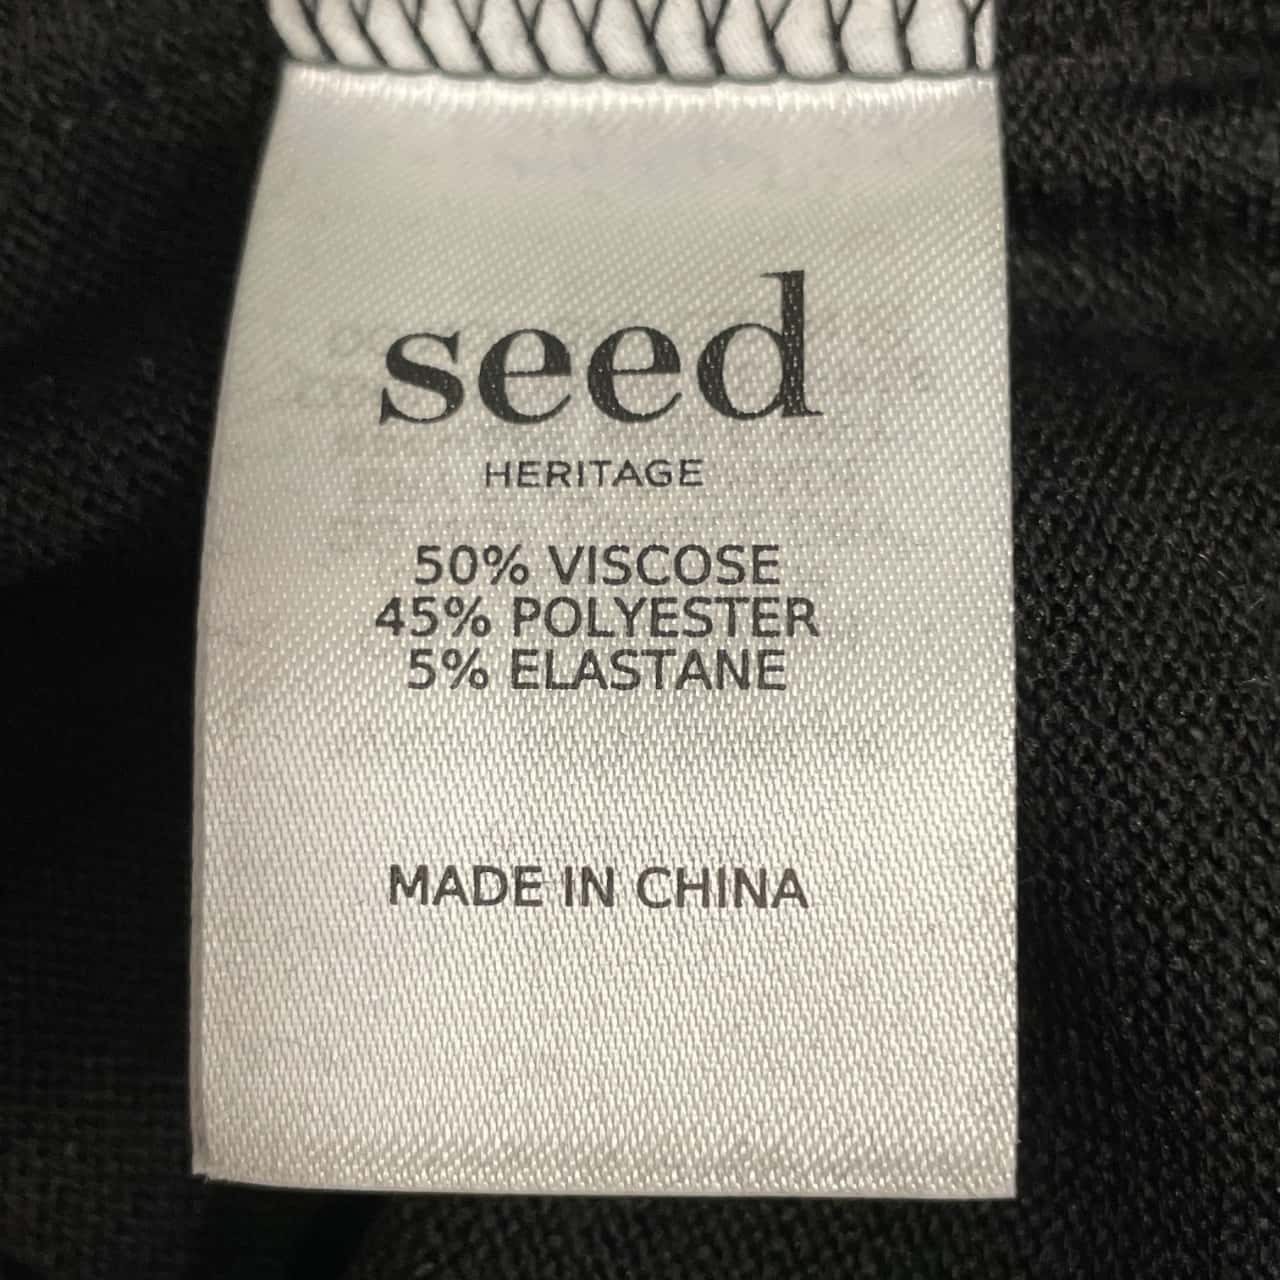 seed
HERITAGE
50% VISCOSE
45% POLYESTER
5% ELASTANE
MADE IN CHINA